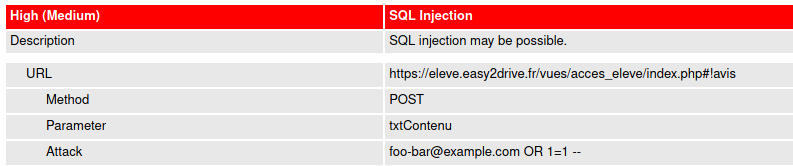 High (Medium) SQL Injection
Description SQL injection may be possible.
URL https://eleve.easy2drive.fr/vues/acces_eleve/index.php#!avis
Method POST
Parameter txtContenu
Attack foo-bar@example.com OR 1=1 --